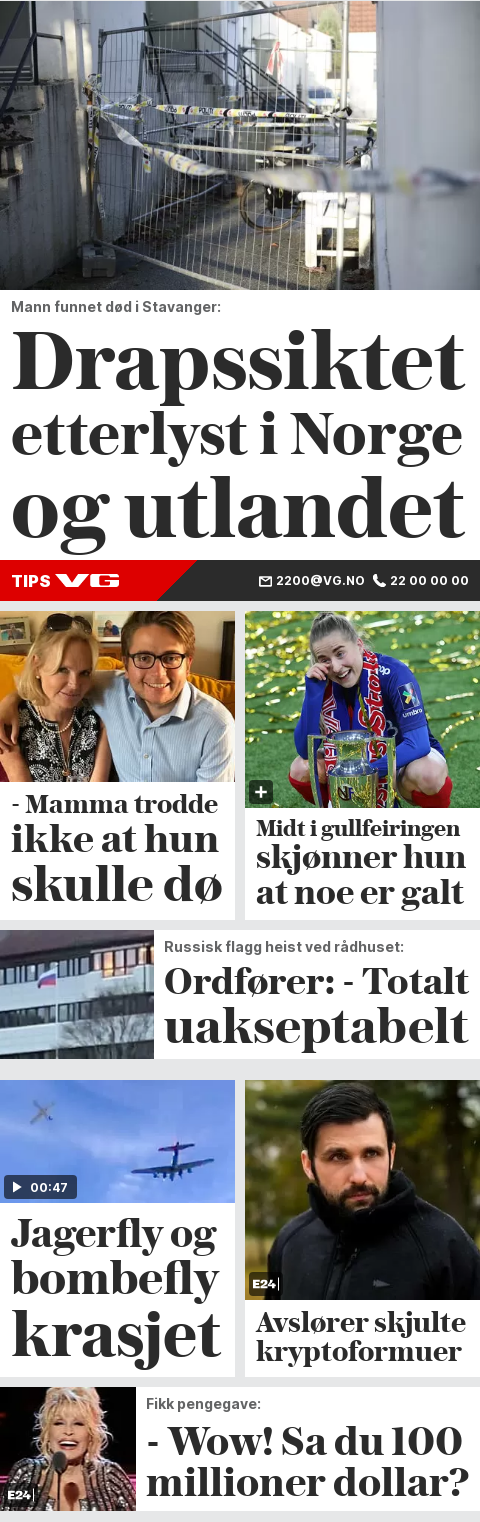 Mann funnet død i Stavanger:
Drapssiktet
etterlyst i Norge
og utlandet
TIPS VG
2200@VG.NO 22 00 00 00
- Mamma trodde
ikke at hun
skulle dø
Midt i gullfeiringen
skjønner hun
at noe er galt
Russisk flagg heist ved rådhuset:
Ordfører: - Totalt
uakseptabelt
00:47
Jagerfly og
bombefly
krasjet
E24
Avslører skjulte
kryptoformuer
E24
Fikk pengegave:
- Wow! Sa du 100
millioner dollar?